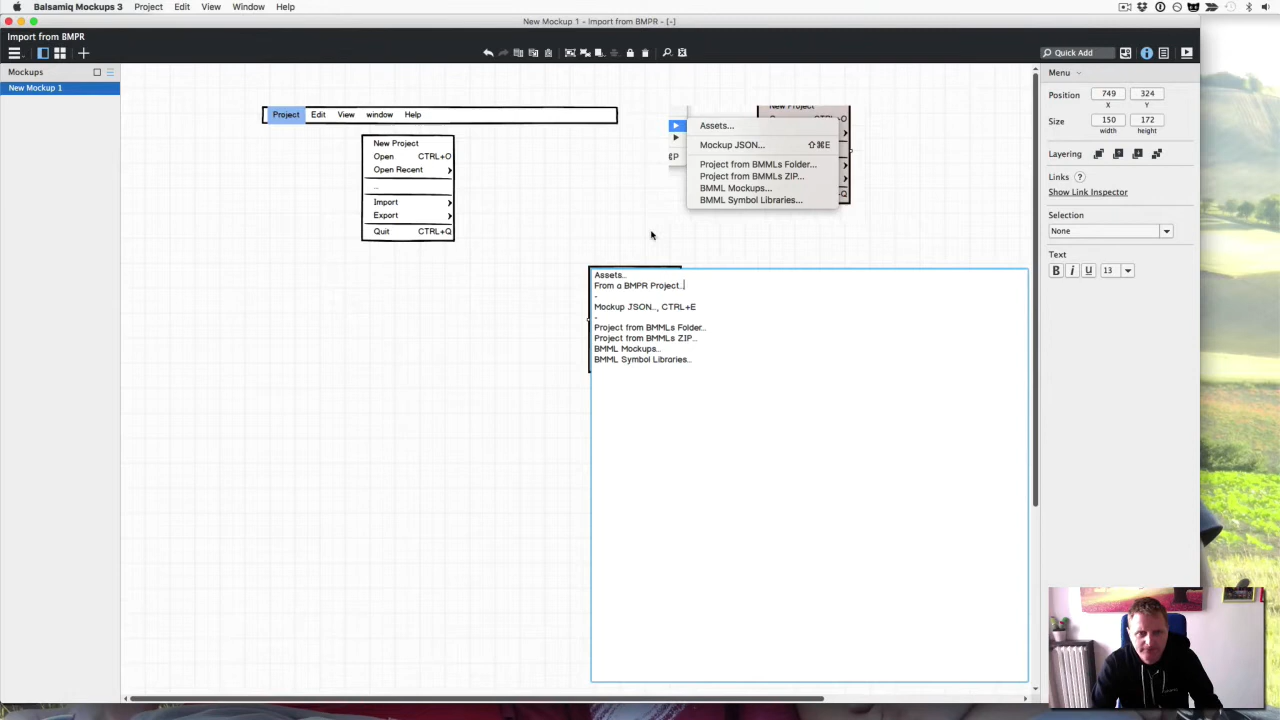 Balsamiq Mockups 3 Project Edit View Window Help
New Mockup 1 - Import from BMPR - [-]
Import from BMPR
Quick Add
Mockups
New Mockup 1
Project Edit View window Help
New Project
Open CTRL+O
Open Recent
...
Import
Export
Quit CTRL+Q
New Project
Assets...
Mockup JSON... ⇧⌘E
Project from BMMLs Folder...
Project from BMMLs ZIP...
BMML Mockups...
BMML Symbol Libraries...
Assets...
From a BMPR Project...
-
Mockup JSON..., CTRL+E
-
Project from BMMLs Folder...
Project from BMMLs ZIP...
BMML Mockups...
BMML Symbol Libraries...
Menu
Position 749 324
X Y
Size 150 172
width height
Layering
Links ?
Show Link Inspector
Selection
None
Text
B i U 13